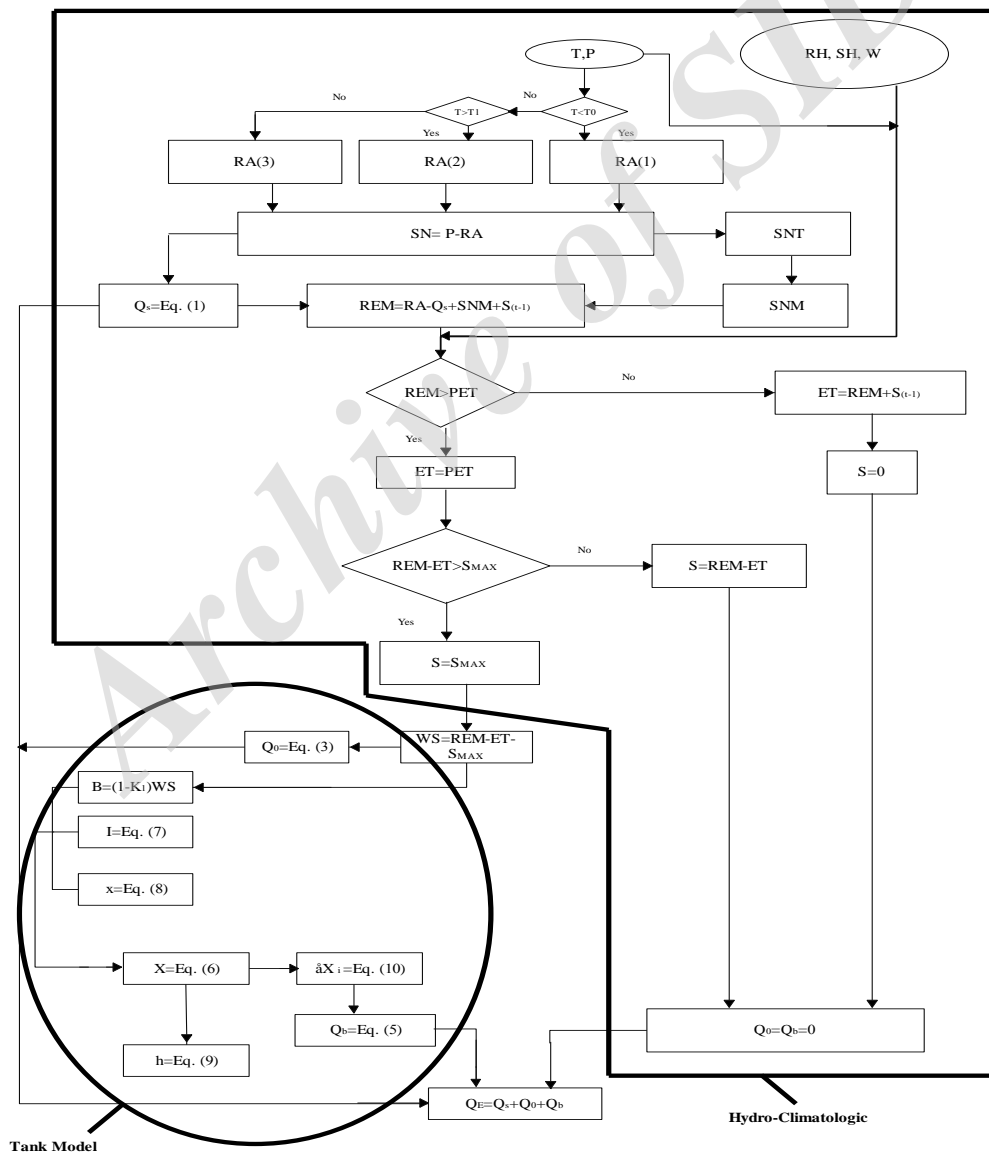 T,P
RH, SH, W
No
No
T>T1
T<T0
Yes
Yes
RA(3)
RA(2)
RA(1)
SN= P-RA
SNT
Qs=Eq. (1)
REM=RA-Qs+SNM+S(t-1)
SNM
REM>PET
No
ET=REM+S(t-1)
Yes
ET=PET
S=0
REM-ET>SMAX
No
S=REM-ET
Yes
S=SMAX
Q0=Eq. (3)
WS=REM-ET-
SMAX
B=(1-K1)WS
I=Eq. (7)
x=Eq. (8)
X=Eq. (6)
åX i =Eq. (10)
Qb=Eq. (5)
Q0=Qb=0
h=Eq. (9)
QE=Qs+Q0+Qb
Hydro-Climatologic
Tank Model